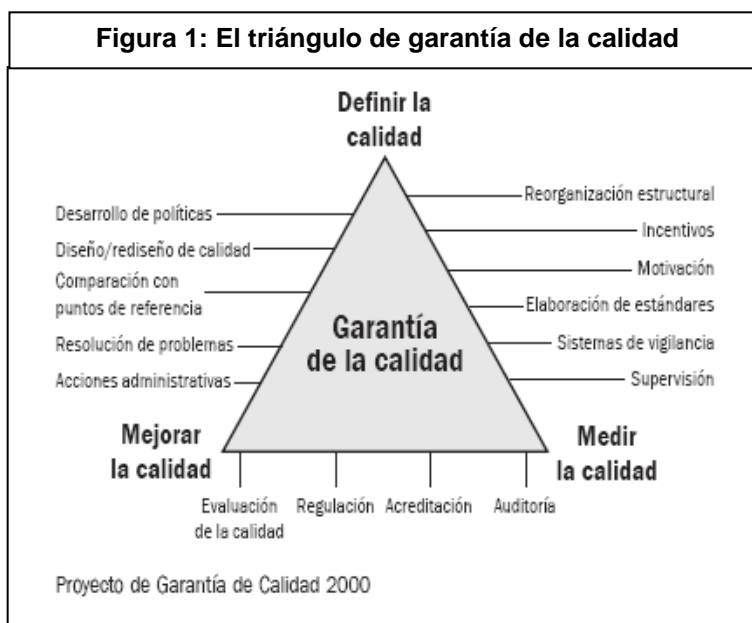 Figura 1: El triángulo de garantía de la calidad
Definir la
calidad
Desarrollo de políticas
Diseño/rediseño de calidad
Comparación con
puntos de referencia
Resolución de problemas
Acciones administrativas
Reorganización estructural
Incentivos
Motivación
Elaboración de estándares
Sistemas de vigilancia
Supervisión
Garantía
de la calidad
Mejorar
la calidad
Medir
la calidad
Evaluación
de la calidad
Regulación
Acreditación
Auditoría
Proyecto de Garantía de Calidad 2000